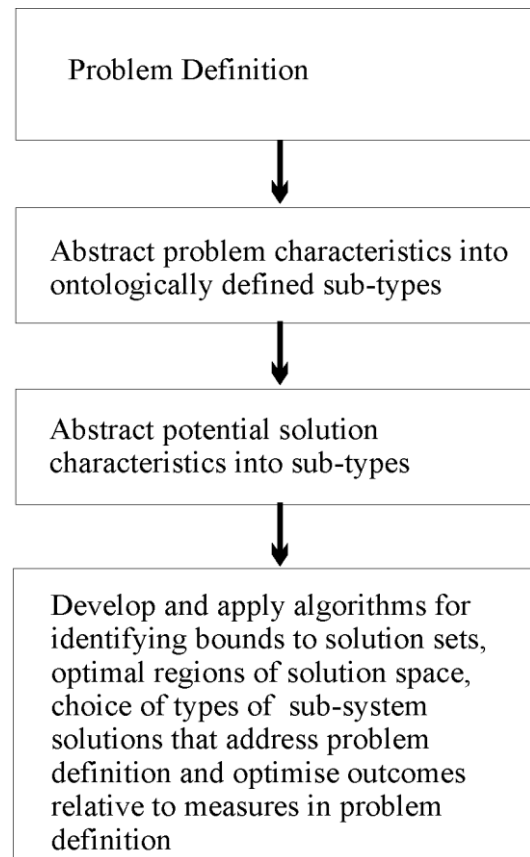 Problem Definition
Abstract problem characteristics into
ontologically defined sub-types
Abstract potential solution
characteristics into sub-types
Develop and apply algorithms for
identifying bounds to solution sets,
optimal regions of solution space,
choice of types of sub-system
solutions that address problem
definition and optimise outcomes
relative to measures in problem
definition